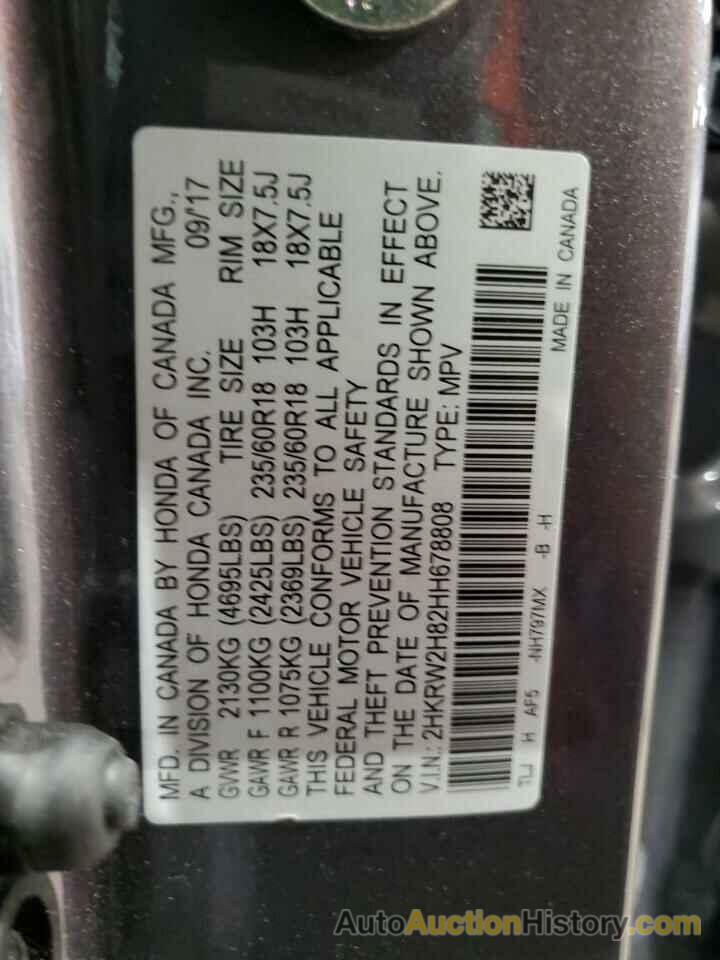 MFD. IN CANADA BY HONDA OF CANADA MFG.,
A DIVISION OF HONDA CANADA INC. 09/'17
GVWR 2130KG (4695LBS) TIRE SIZE RIM SIZE
GAWR F 1100KG (2425LBS) 235/60R18 103H 18X7.5J
GAWR R 1075KG (2369LBS) 235/60R18 103H 18X7.5J
THIS VEHICLE CONFORMS TO ALL APPLICABLE
FEDERAL MOTOR VEHICLE SAFETY
AND THEFT PREVENTION STANDARDS IN EFFECT
ON THE DATE OF MANUFACTURE SHOWN ABOVE.
V.I.N.: 2HKRW2H82HH678808 TYPE: MPV
TLJ H AF5 -NH797MX -B -H
MADE IN CANADA
AutoAuctionHistory.com